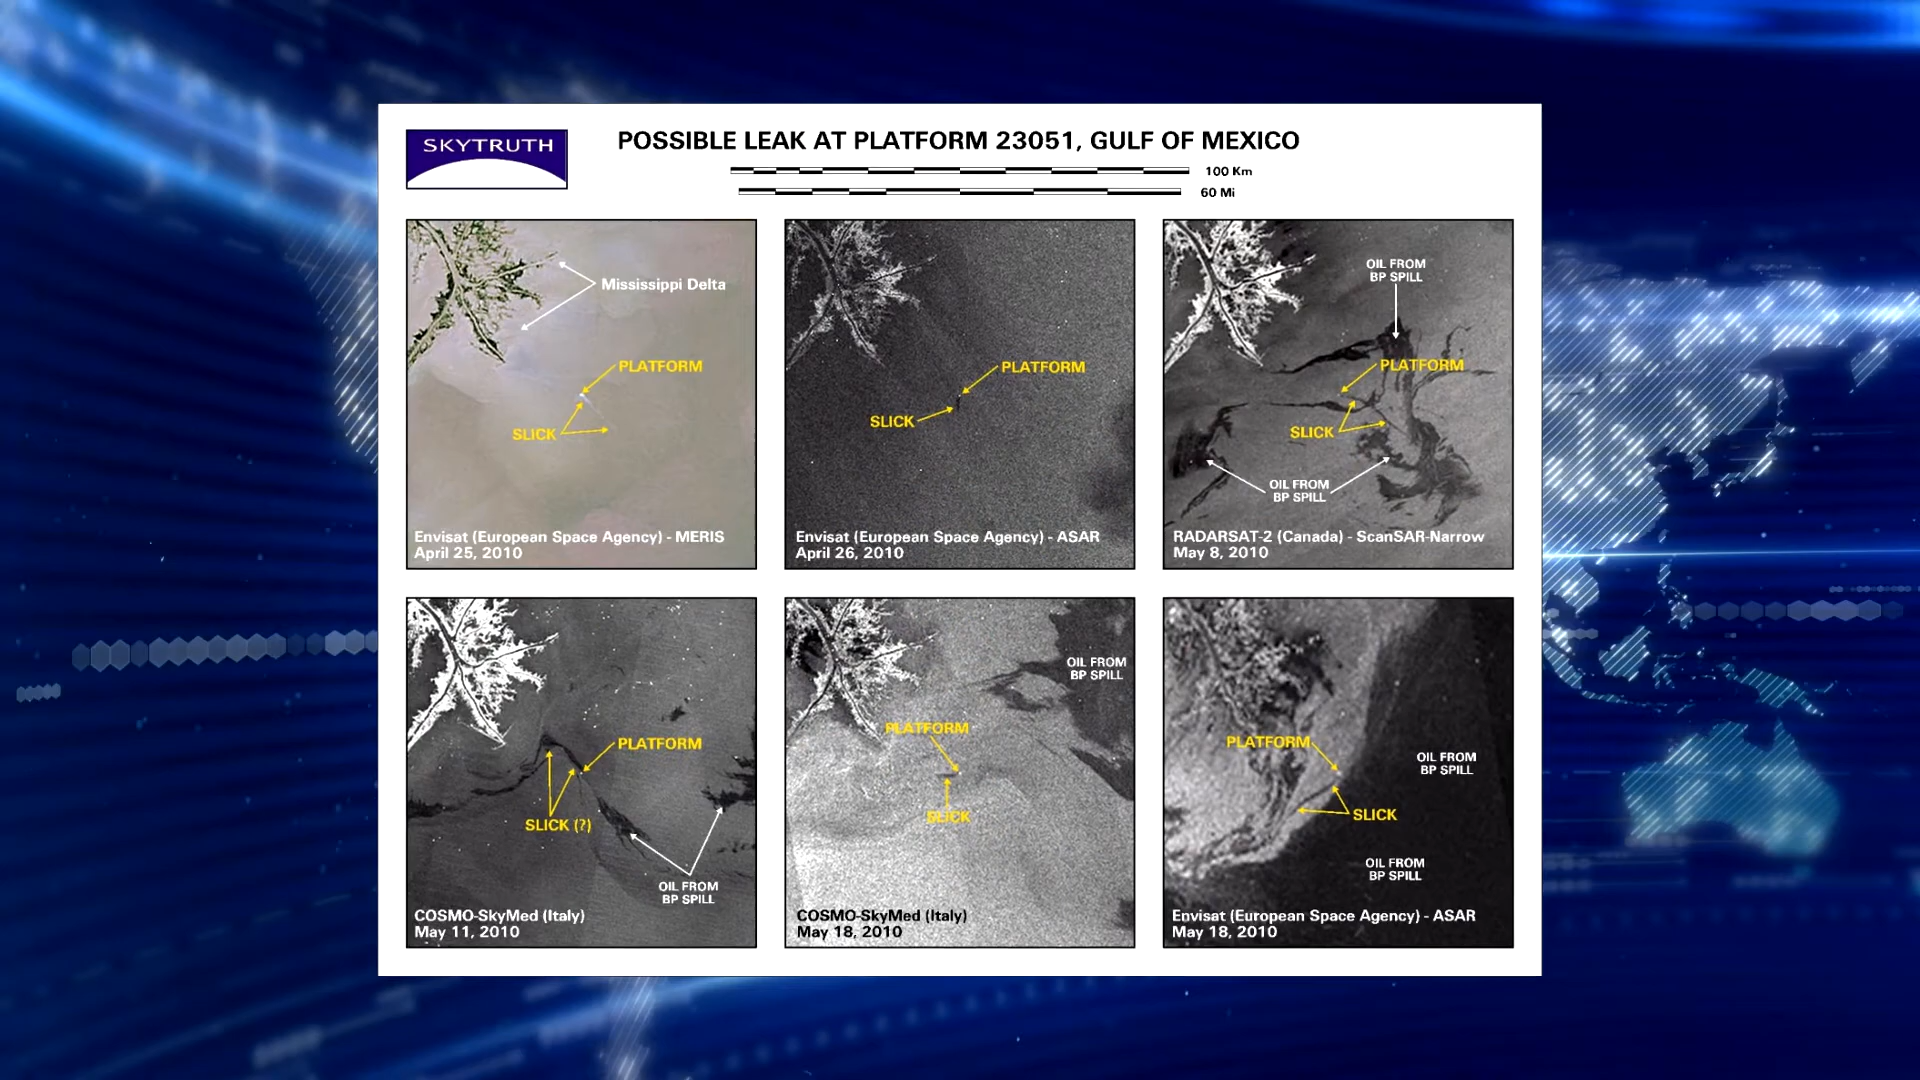 SKYTRUTH
POSSIBLE LEAK AT PLATFORM 23051, GULF OF MEXICO
100 Km
60 Mi
Mississippi Delta
PLATFORM
SLICK
Envisat (European Space Agency) - MERIS
April 25, 2010
PLATFORM
SLICK
Envisat (European Space Agency) - ASAR
April 26, 2010
OIL FROM
BP SPILL
PLATFORM
SLICK
OIL FROM
BP SPILL
RADARSAT-2 (Canada) - ScanSAR-Narrow
May 8, 2010
PLATFORM
SLICK (?)
OIL FROM
BP SPILL
COSMO-SkyMed (Italy)
May 11, 2010
OIL FROM
BP SPILL
PLATFORM
SLICK
COSMO-SkyMed (Italy)
May 18, 2010
PLATFORM
OIL FROM
BP SPILL
SLICK
OIL FROM
BP SPILL
Envisat (European Space Agency) - ASAR
May 18, 2010